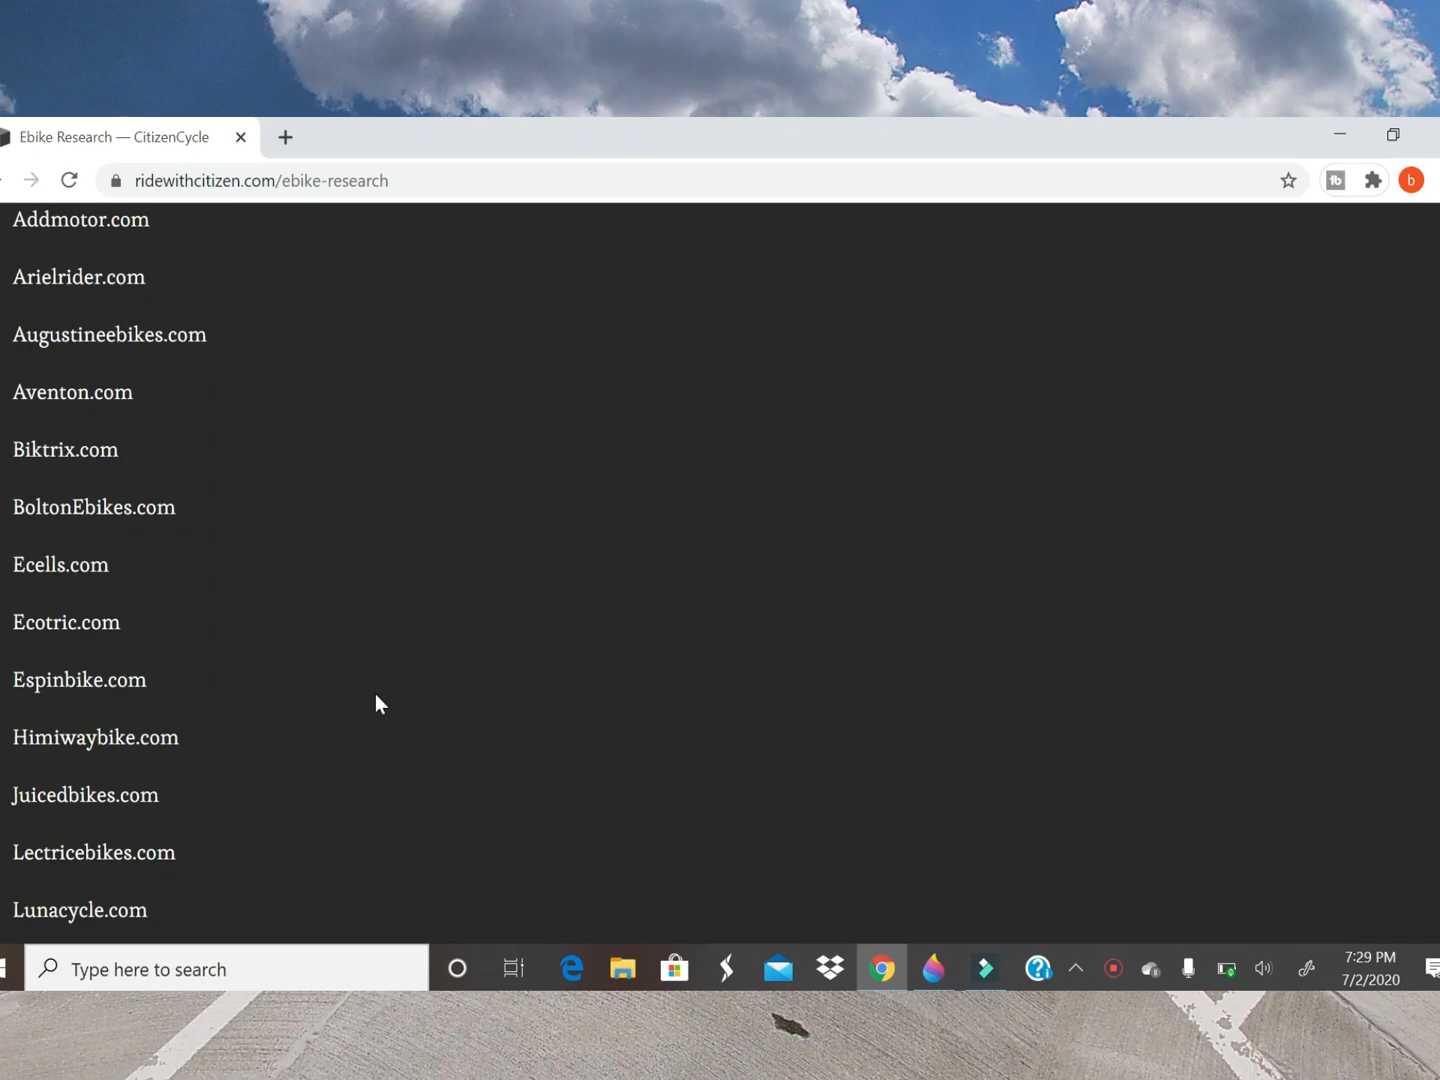 Ebike Research — CitizenCycle
ridewithcitizen.com/ebike-research
b
Addmotor.com
Arielrider.com
Augustineebikes.com
Aventon.com
Biktrix.com
BoltonEbikes.com
Ecells.com
Ecotric.com
Espinbike.com
Himiwaybike.com
Juicedbikes.com
Lectricebikes.com
Lunacycle.com
Type here to search
7:29 PM
7/2/2020